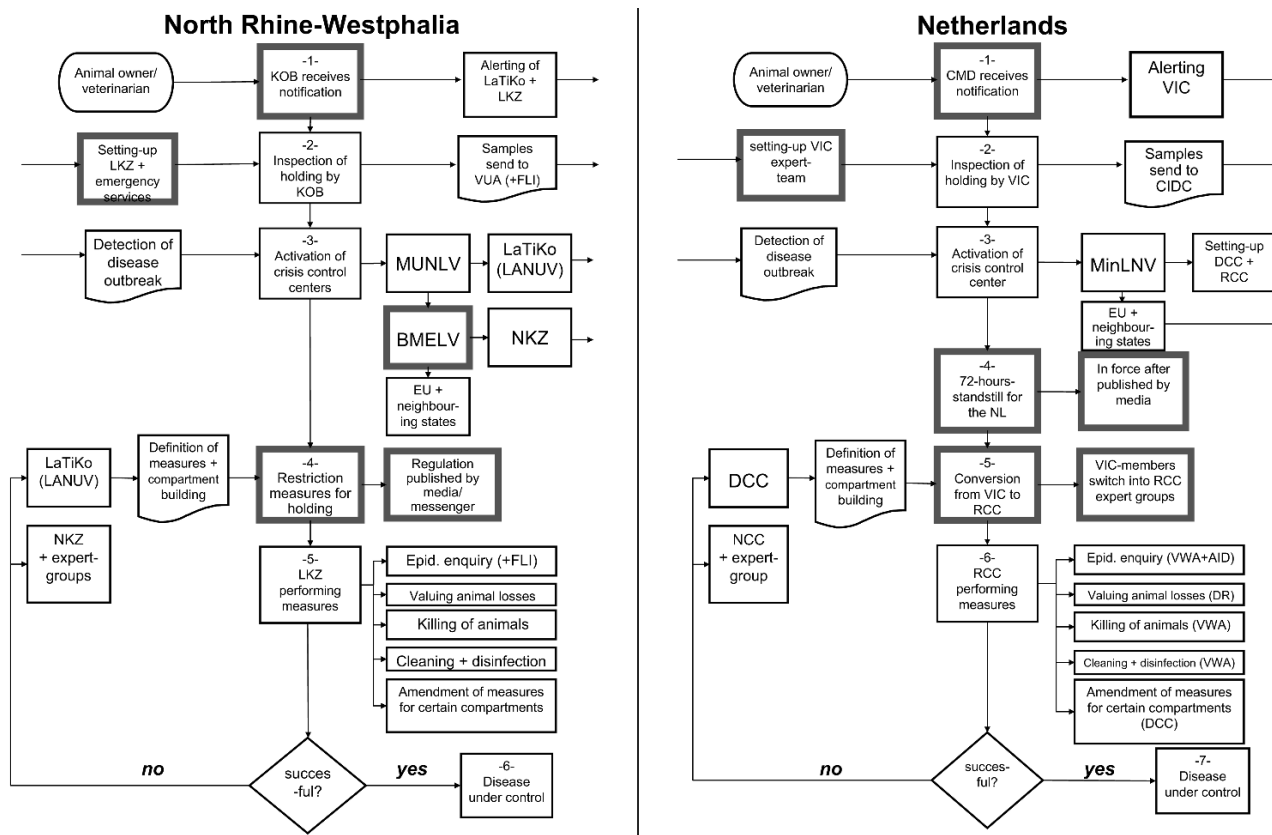 North Rhine-Westphalia
Animal owner/
veterinarian
-1-
KOB receives
notification
Alerting of
LaTiKo +
LKZ
Setting-up
LKZ +
emergency
services
-2-
Inspection of
holding by
KOB
Samples
send to
VUA (+FLI)
Detection of
disease
outbreak
-3-
Activation of
crisis control
centers
MUNLV
LaTiKo
(LANUV)
BMELV
NKZ
EU +
neighbour-
ing states
LaTiKo
(LANUV)
Definition of
measures +
compartment
building
-4-
Restriction
measures for
holding
Regulation
published by
media/
messenger
NKZ
+ expert-
groups
-5-
LKZ
performing
measures
Epid. enquiry (+FLI)
Valuing animal losses
Killing of animals
Cleaning + disinfection
Amendment of measures
for certain compartments
no
succes
-ful?
yes
-6-
Disease
under control
Netherlands
Animal owner/
veterinarian
-1-
CMD receives
notification
Alerting
VIC
setting-up VIC
expert-
team
-2-
Inspection of
holding by VIC
Samples
send to
CIDC
Detection of
disease
outbreak
-3-
Activation of
crisis control
center
MinLNV
Setting-up
DCC +
RCC
EU +
neighbour-
ing states
-4-
72-hours-
standstill for
the NL
In force after
published by
media
DCC
Definition of
measures +
compartment
building
-5-
Conversion
from VIC to
RCC
VIC-members
switch into RCC
expert groups
NCC
+ expert-
group
-6-
RCC
performing
measures
Epid. enquiry (VWA+AID)
Valuing animal losses (DR)
Killing of animals (VWA)
Cleaning + disinfection (VWA)
Amendment of measures
for certain compartments
(DCC)
no
succes-
ful?
yes
-7-
Disease
under control